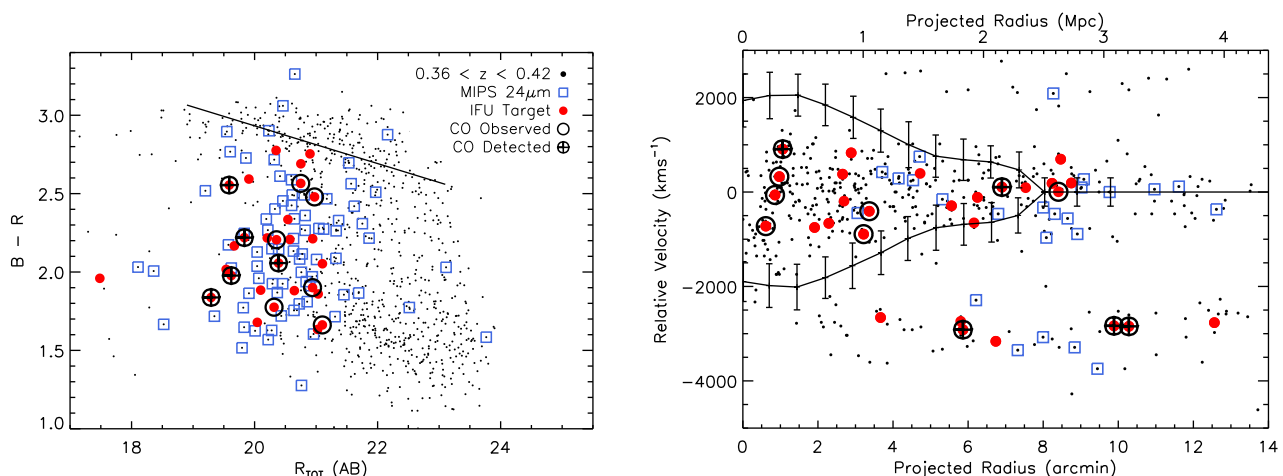 0.36 < z < 0.42
MIPS 24μm
IFU Target
CO Observed
CO Detected
3.0
2.5
2.0
1.5
1.0
B − R
18 20 22 24
R_TOT (AB)
Projected Radius (Mpc)
0 1 2 3 4
2000
0
−2000
−4000
Relative Velocity (kms⁻¹)
0 2 4 6 8 10 12 14
Projected Radius (arcmin)